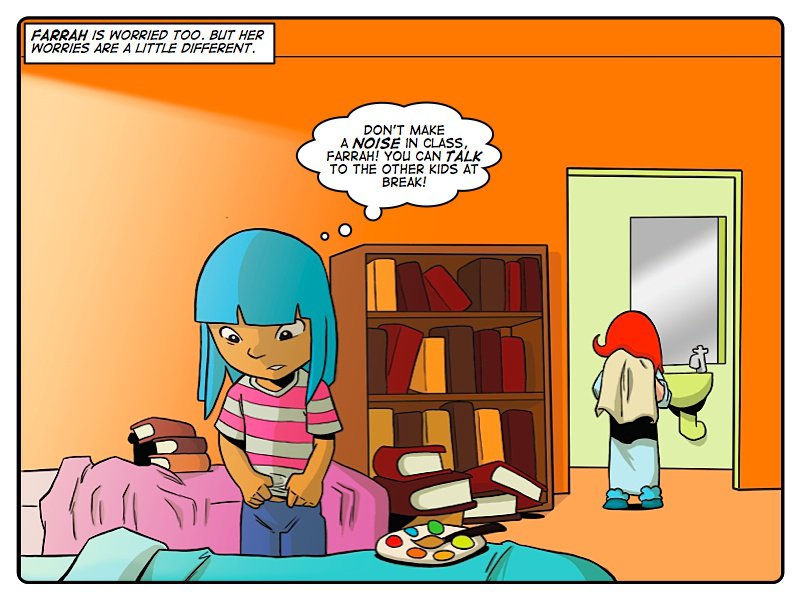 FARRAH IS WORRIED TOO. BUT HER
WORRIES ARE A LITTLE DIFFERENT.
DON'T MAKE
A NOISE IN CLASS,
FARRAH! YOU CAN TALK
TO THE OTHER KIDS AT
BREAK!